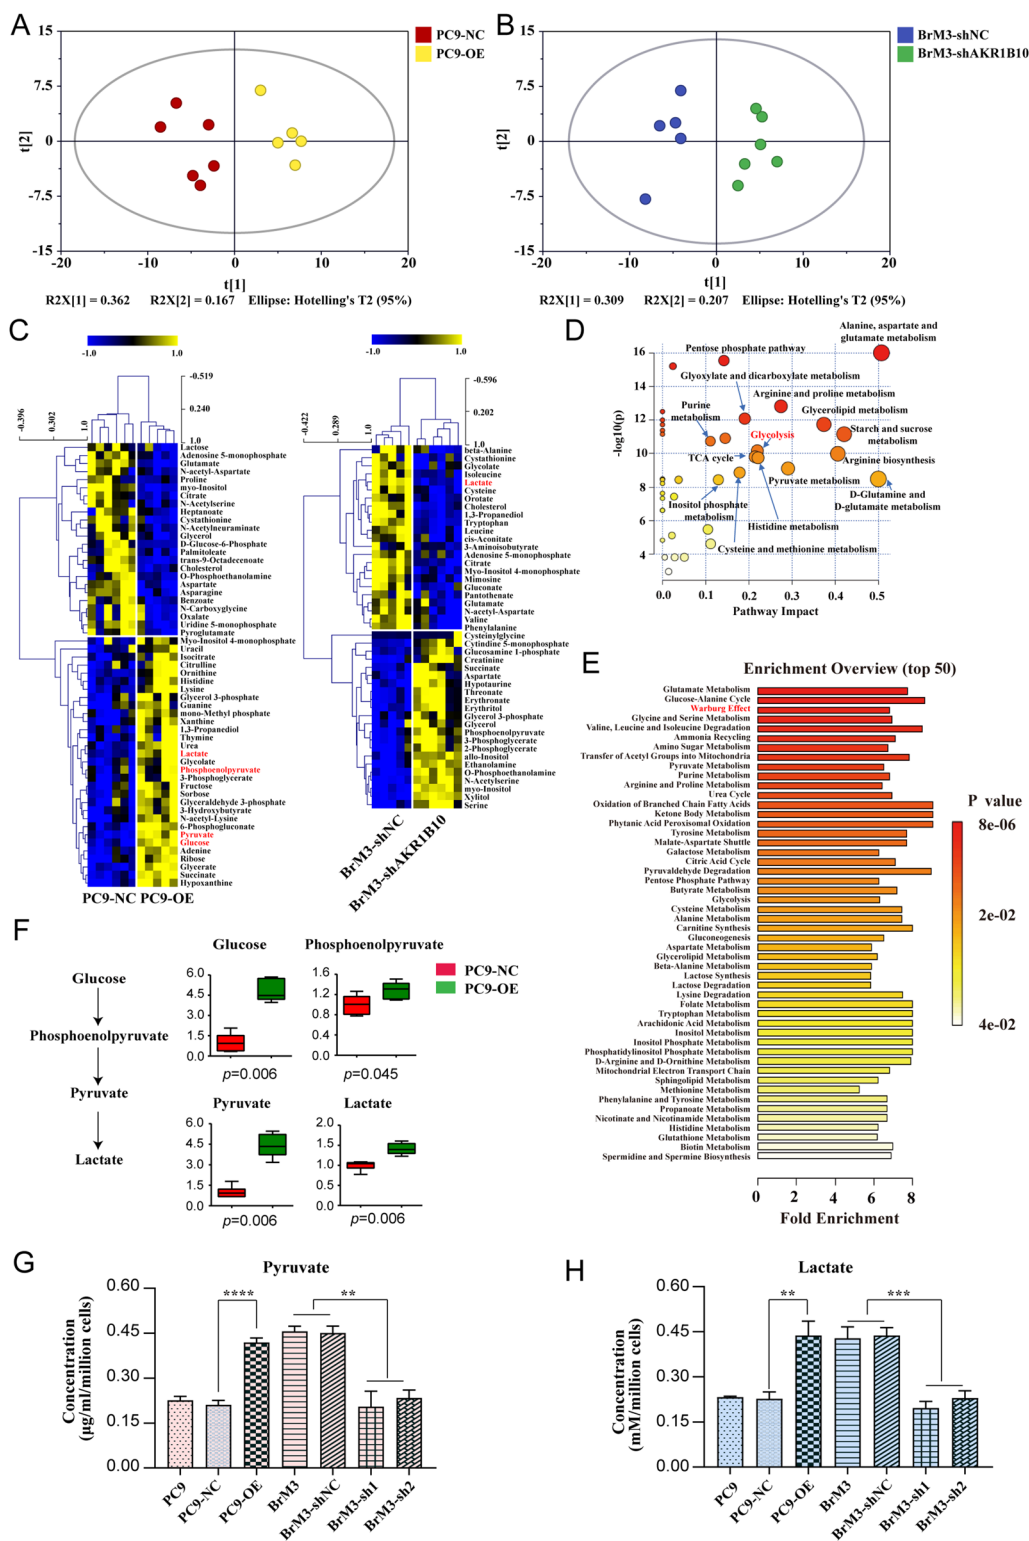 A
PC9-NC
PC9-OE
15
7.5
0
-7.5
-15
t[2]
-20
-10
0
10
20
t[1]
R2X[1] = 0.362 R2X[2] = 0.167 Ellipse: Hotelling's T2 (95%)
B
BrM3-shNC
BrM3-shAKR1B10
15
7.5
0
-7.5
-15
t[2]
-20
-10
0
10
20
t[1]
R2X[1] = 0.309 R2X[2] = 0.207 Ellipse: Hotelling's T2 (95%)
C
-1.0
1.0
-0.519
0.240
1.0
-0.396
0.302
1.0
Lactose
Adenosine 5-monophosphate
Glutamate
N-acetyl-Aspartate
Proline
myo-Inositol
Citrate
N-Acetylserine
Heptanoate
Cystathionine
N-Acetylneuraminate
Glycerol
D-Glucose-6-Phosphate
Palmitoleate
trans-9-Octadecenoate
Cholesterol
O-Phosphoethanolamine
Aspartate
Asparagine
Benzoate
N-Carboxyglycine
Oxalate
Uridine 5-monophosphate
Pyroglutamate
Myo-Inositol 4-monophosphate
Uracil
Isocitrate
Citrulline
Ornithine
Histidine
Lysine
Glycerol 3-phosphate
Guanine
mono-Methyl phosphate
Xanthine
1,3-Propanediol
Thymine
Urea
Lactate
Glycolate
Phosphoenolpyruvate
3-Phosphoglycerate
Fructose
Sorbose
Glyceraldehyde 3-phosphate
3-Hydroxybutyrate
N-acetyl-Lysine
6-Phosphogluconate
Pyruvate
Glucose
Adenine
Ribose
Glycerate
Succinate
Hypoxanthine
PC9-NC PC9-OE
-1.0
1.0
-0.596
0.202
1.0
-0.422
0.289
1.0
beta-Alanine
Cystathionine
Glycolate
Isoleucine
Lactate
Cysteine
Orotate
Cholesterol
1,3-Propanediol
Tryptophan
Leucine
cis-Aconitate
3-Aminoisobutyrate
Adenosine 5-monophosphate
Citrate
Myo-Inositol 4-monophosphate
Mimosine
Gluconate
Pantothenate
Glutamate
N-acetyl-Aspartate
Valine
Phenylalanine
Cysteinylglycine
Cytindine 5-monophosphate
Glucosamine 1-phosphate
Creatinine
Succinate
Aspartate
Hypotaurine
Threonate
Erythronate
Erythritol
Glycerol 3-phosphate
Glycerol
Phosphoenolpyruvate
3-Phosphoglycerate
2-Phosphoglycerate
allo-Inositol
Ethanolamine
O-Phosphoethanolamine
N-Acetylserine
myo-Inositol
Xylitol
Serine
BrM3-shNC
BrM3-shAKR1B10
D
Alanine, aspartate and
glutamate metabolism
Pentose phosphate pathway
Glyoxylate and dicarboxylate metabolism
Arginine and proline metabolism
Purine
metabolism
Glycerolipid metabolism
Glycolysis
Starch and sucrose
metabolism
TCA cycle
Arginine biosynthesis
Pyruvate metabolism
D-Glutamine and
D-glutamate metabolism
Inositol phosphate
metabolism
Histidine metabolism
Cysteine and methionine metabolism
16
14
12
10
8
6
4
-log10(p)
0.0
0.1
0.2
0.3
0.4
0.5
Pathway Impact
E
Enrichment Overview (top 50)
Glutamate Metabolism
Glucose-Alanine Cycle
Warburg Effect
Glycine and Serine Metabolism
Valine, Leucine and Isoleucine Degradation
Ammonia Recycling
Amino Sugar Metabolism
Transfer of Acetyl Groups into Mitochondria
Pyruvate Metabolism
Purine Metabolism
Arginine and Proline Metabolism
Urea Cycle
Oxidation of Branched Chain Fatty Acids
Ketone Body Metabolism
Phytanic Acid Peroxisomal Oxidation
Tyrosine Metabolism
Malate-Aspartate Shuttle
Galactose Metabolism
Citric Acid Cycle
Pyruvaldehyde Degradation
Pentose Phosphate Pathway
Butyrate Metabolism
Glycolysis
Cysteine Metabolism
Alanine Metabolism
Carnitine Synthesis
Gluconeogenesis
Aspartate Metabolism
Glycerolipid Metabolism
Beta-Alanine Metabolism
Lactose Synthesis
Lactose Degradation
Lysine Degradation
Folate Metabolism
Tryptophan Metabolism
Arachidonic Acid Metabolism
Inositol Metabolism
Inositol Phosphate Metabolism
Phosphatidylinositol Phosphate Metabolism
D-Arginine and D-Ornithine Metabolism
Mitochondrial Electron Transport Chain
Sphingolipid Metabolism
Methionine Metabolism
Phenylalanine and Tyrosine Metabolism
Propanoate Metabolism
Nicotinate and Nicotinamide Metabolism
Histidine Metabolism
Glutathione Metabolism
Biotin Metabolism
Spermidine and Spermine Biosynthesis
0
2
4
6
8
Fold Enrichment
P value
8e-06
2e-02
4e-02
F
Glucose
Phosphoenolpyruvate
Pyruvate
Lactate
Glucose
6.0
4.5
3.0
1.5
0.0
p=0.006
Phosphoenolpyruvate
1.6
1.2
0.8
0.4
0.0
p=0.045
PC9-NC
PC9-OE
Pyruvate
6.0
4.5
3.0
1.5
0.0
p=0.006
Lactate
2.0
1.5
1.0
0.5
0.0
p=0.006
G
Pyruvate
Concentration
(μg/ml/million cells)
0.60
0.45
0.30
0.15
0.00
****
**
PC9
PC9-NC
PC9-OE
BrM3
BrM3-shNC
BrM3-sh1
BrM3-sh2
H
Lactate
Concentration
(mM/million cells)
0.60
0.45
0.30
0.15
0.00
**
***
PC9
PC9-NC
PC9-OE
BrM3
BrM3-shNC
BrM3-sh1
BrM3-sh2